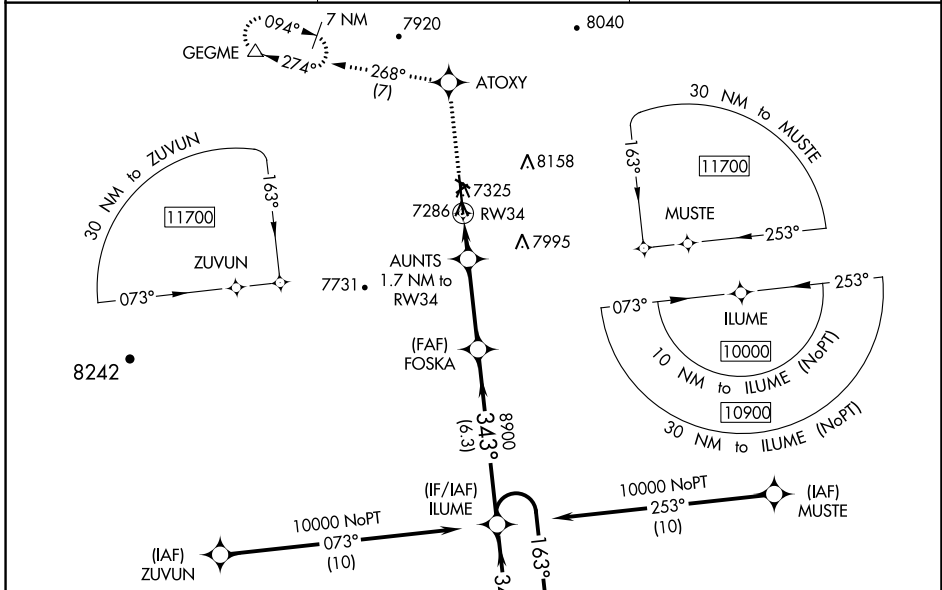 094°
7 NM
7920
8040
GEGME
274°
268°
(7)
ATOXY
30 NM to ZUVUN
163°
11700
ZUVUN
073°
8158
7325
7286
RW34
7995
AUNTS
1.7 NM to
RW34
7731
30 NM to MUSTE
163°
11700
MUSTE
253°
073°
253°
ILUME
10000
10 NM to ILUME (NoPT)
10900
30 NM to ILUME (NoPT)
8242
(FAF)
FOSKA
8900
343°
(6.3)
(IF/IAF)
ILUME
10000 NoPT
073°
(10)
(IAF)
ZUVUN
10000 NoPT
253°
(10)
(IAF)
MUSTE
163°